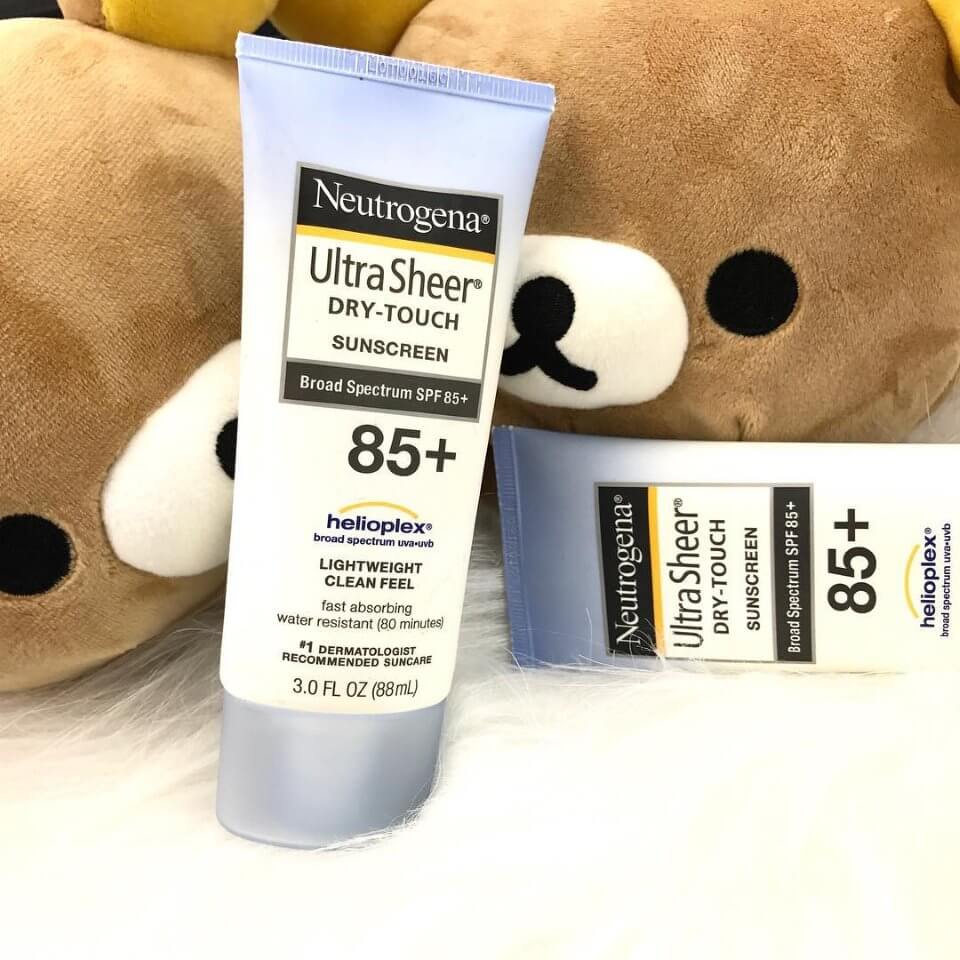 Neutrogena®
Ultra Sheer®
DRY-TOUCH
SUNSCREEN
Broad Spectrum SPF 85+
85+
helioplex®
broad spectrum uva•uvb
LIGHTWEIGHT
CLEAN FEEL
fast absorbing
water resistant (80 minutes)
#1 DERMATOLOGIST
RECOMMENDED SUNCARE
3.0 FL OZ (88mL)
Neutrogena®
Ultra Sheer®
DRY-TOUCH
SUNSCREEN
Broad Spectrum SPF 85+
85+
helioplex®
broad spectrum uva•uvb